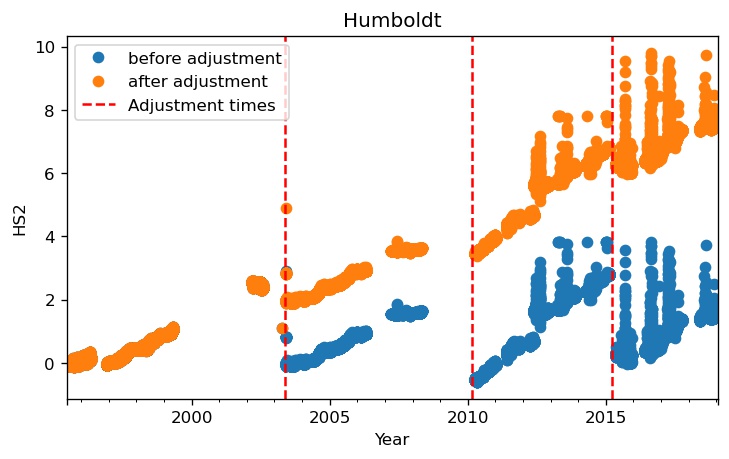 Humboldt
before adjustment
after adjustment
Adjustment times
10
8
6
4
2
0
HS2
2000
2005
2010
2015
Year